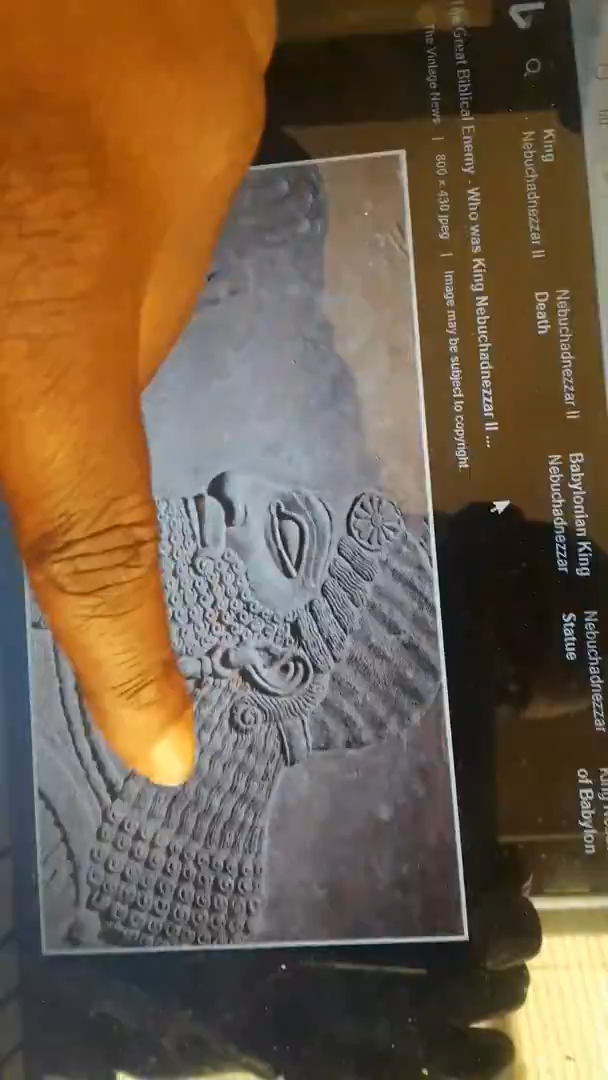 The Great Biblical Enemy - Who was King Nebuchadnezzar II ...
The Vintage News | 800 × 430 jpeg | Image may be subject to copyright.
King
Nebuchadnezzar II
Nebuchadnezzar II
Death
Babylonian King
Nebuchadnezzar
Nebuchadnezzar
Statue
King
of Babylon